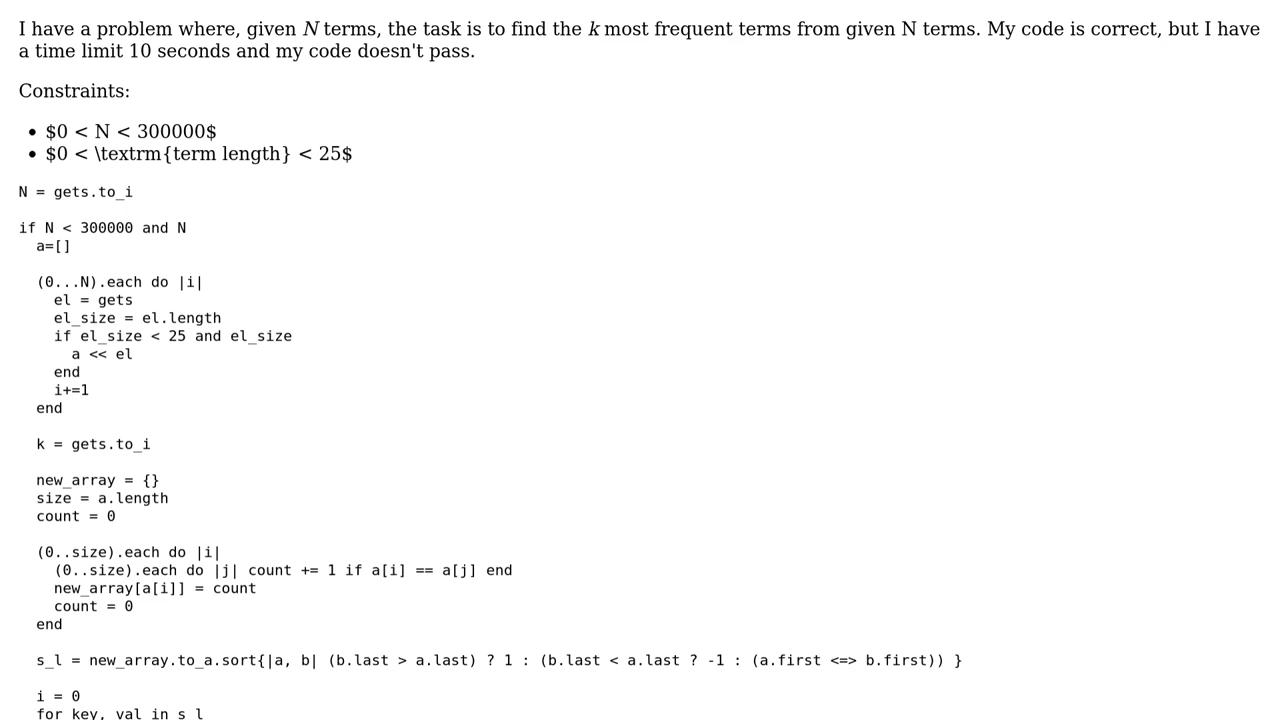 I have a problem where, given N terms, the task is to find the k most frequent terms from given N terms. My code is correct, but I have
a time limit 10 seconds and my code doesn't pass.
Constraints:
• $0 < N < 300000$
• $0 < \textrm{term length} < 25$
N = gets.to_i
if N < 300000 and N
  a=[]
  (0...N).each do |i|
    el = gets
    el_size = el.length
    if el_size < 25 and el_size
      a << el
    end
    i+=1
  end
  k = gets.to_i
  new_array = {}
  size = a.length
  count = 0
  (0..size).each do |i|
    (0..size).each do |j| count += 1 if a[i] == a[j] end
    new_array[a[i]] = count
    count = 0
  end
  s_l = new_array.to_a.sort{|a, b| (b.last > a.last) ? 1 : (b.last < a.last ? -1 : (a.first <=> b.first)) }
  i = 0
  for key, val in s_l